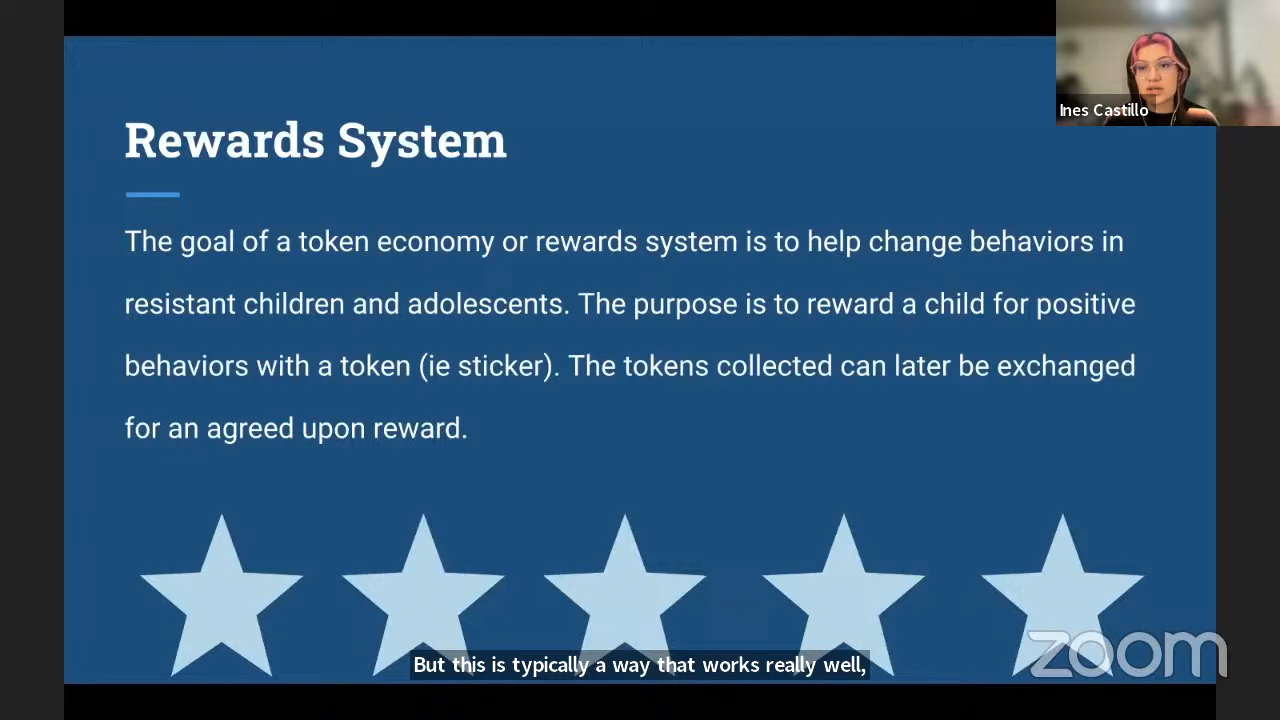 Ines Castillo
Rewards System
The goal of a token economy or rewards system is to help change behaviors in
resistant children and adolescents. The purpose is to reward a child for positive
behaviors with a token (ie sticker). The tokens collected can later be exchanged
for an agreed upon reward.
But this is typically a way that works really well,
zoom